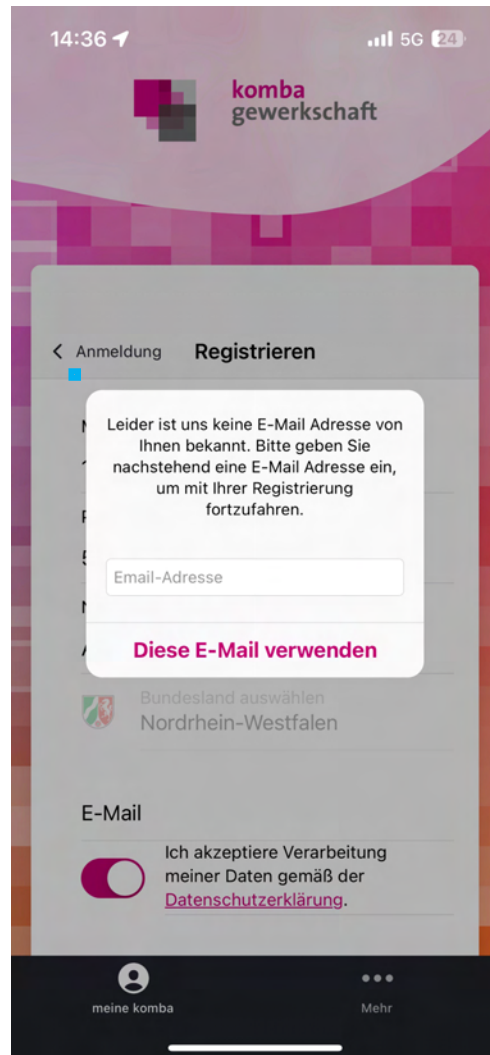 14:36
5G 24
komba
gewerkschaft
Anmeldung Registrieren
Leider ist uns keine E-Mail Adresse von
Ihnen bekannt. Bitte geben Sie
nachstehend eine E-Mail Adresse ein,
um mit Ihrer Registrierung
fortzufahren.
Email-Adresse
Diese E-Mail verwenden
Bundesland auswählen
Nordrhein-Westfalen
E-Mail
Ich akzeptiere Verarbeitung
meiner Daten gemäß der
Datenschutzerklärung.
meine komba
Mehr